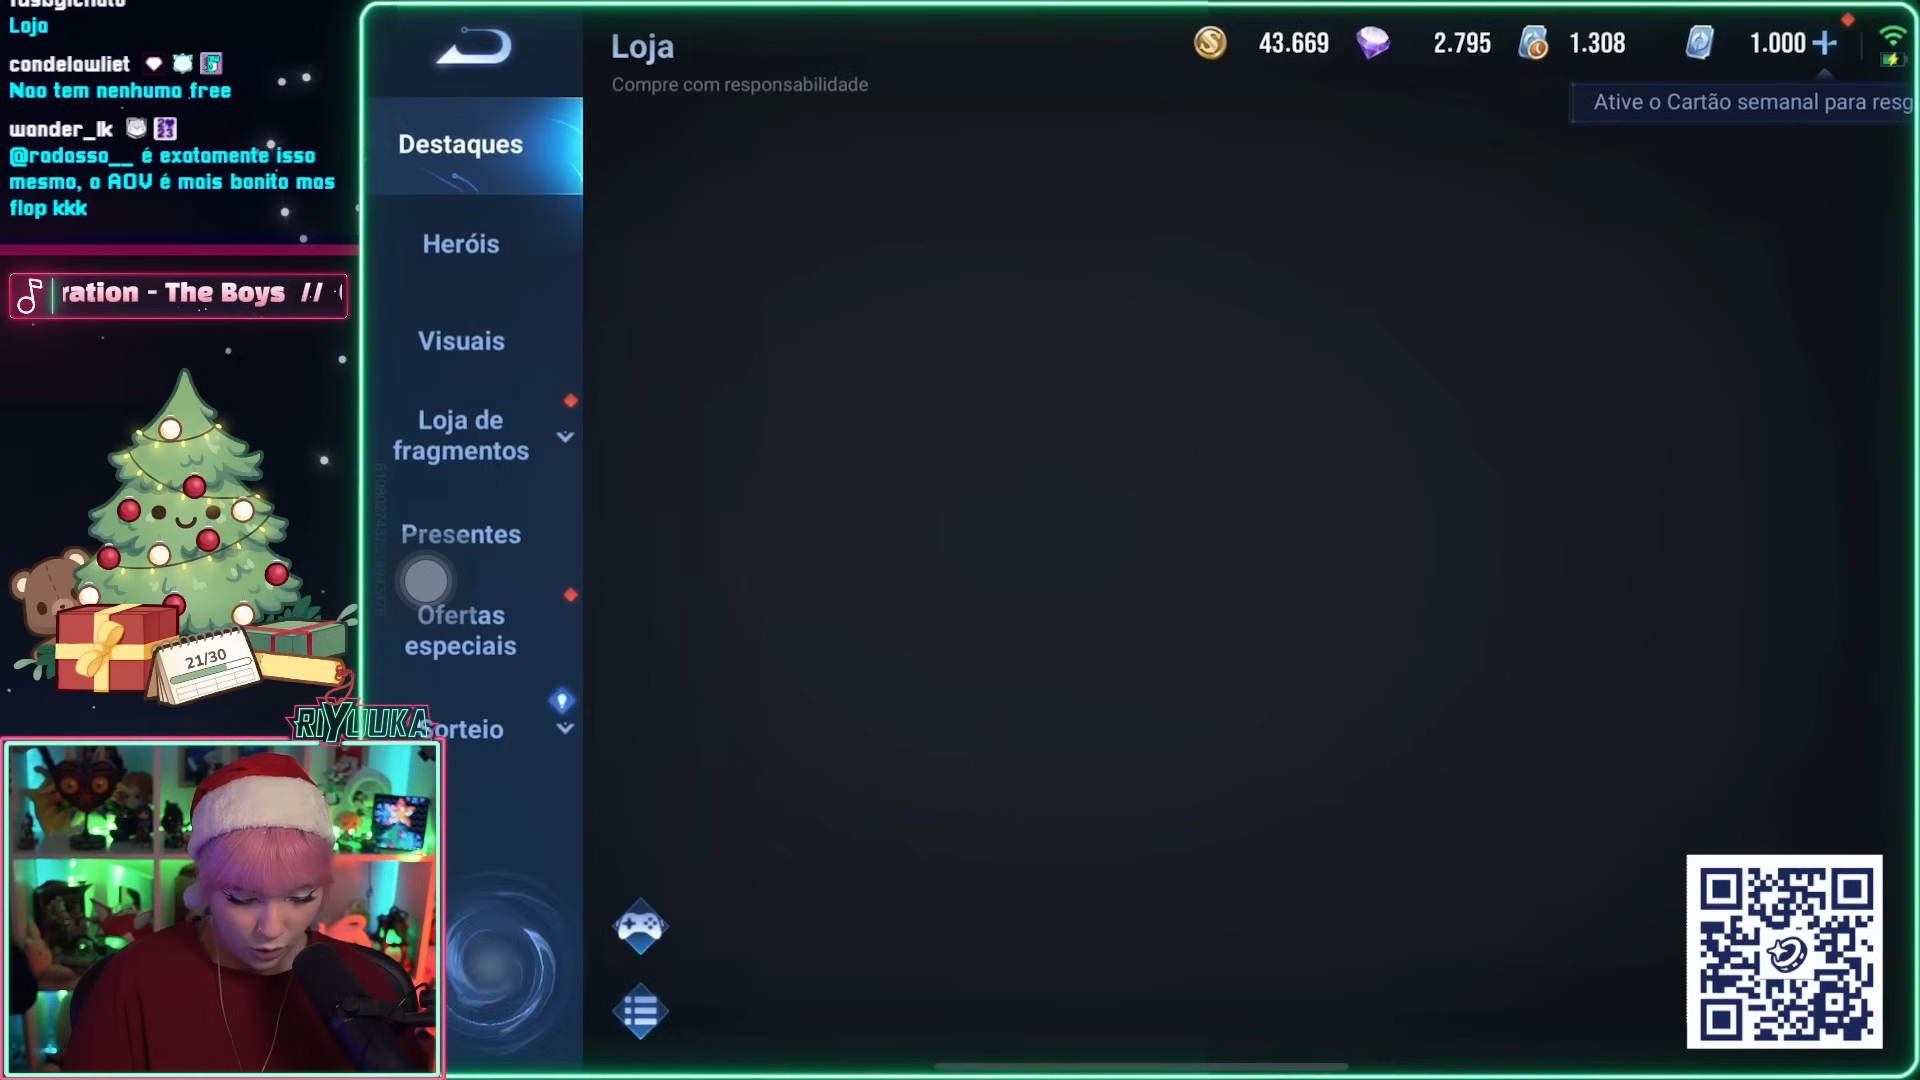 Lojo
condelowliet
Nao tem nenhuma free
wonder_lk
@radasso__ é exatamente isso
mesmo, o AOV é mais bonito mas
flop kkk
ration - The Boys //
21/30
RIYUUKA
Loja
Compre com responsabilidade
43.669
2.795
1.308
1.000
Ative o Cartão semanal para resg
Destaques
Heróis
Visuais
Loja de
fragmentos
Presentes
Ofertas
especiais
Sorteio